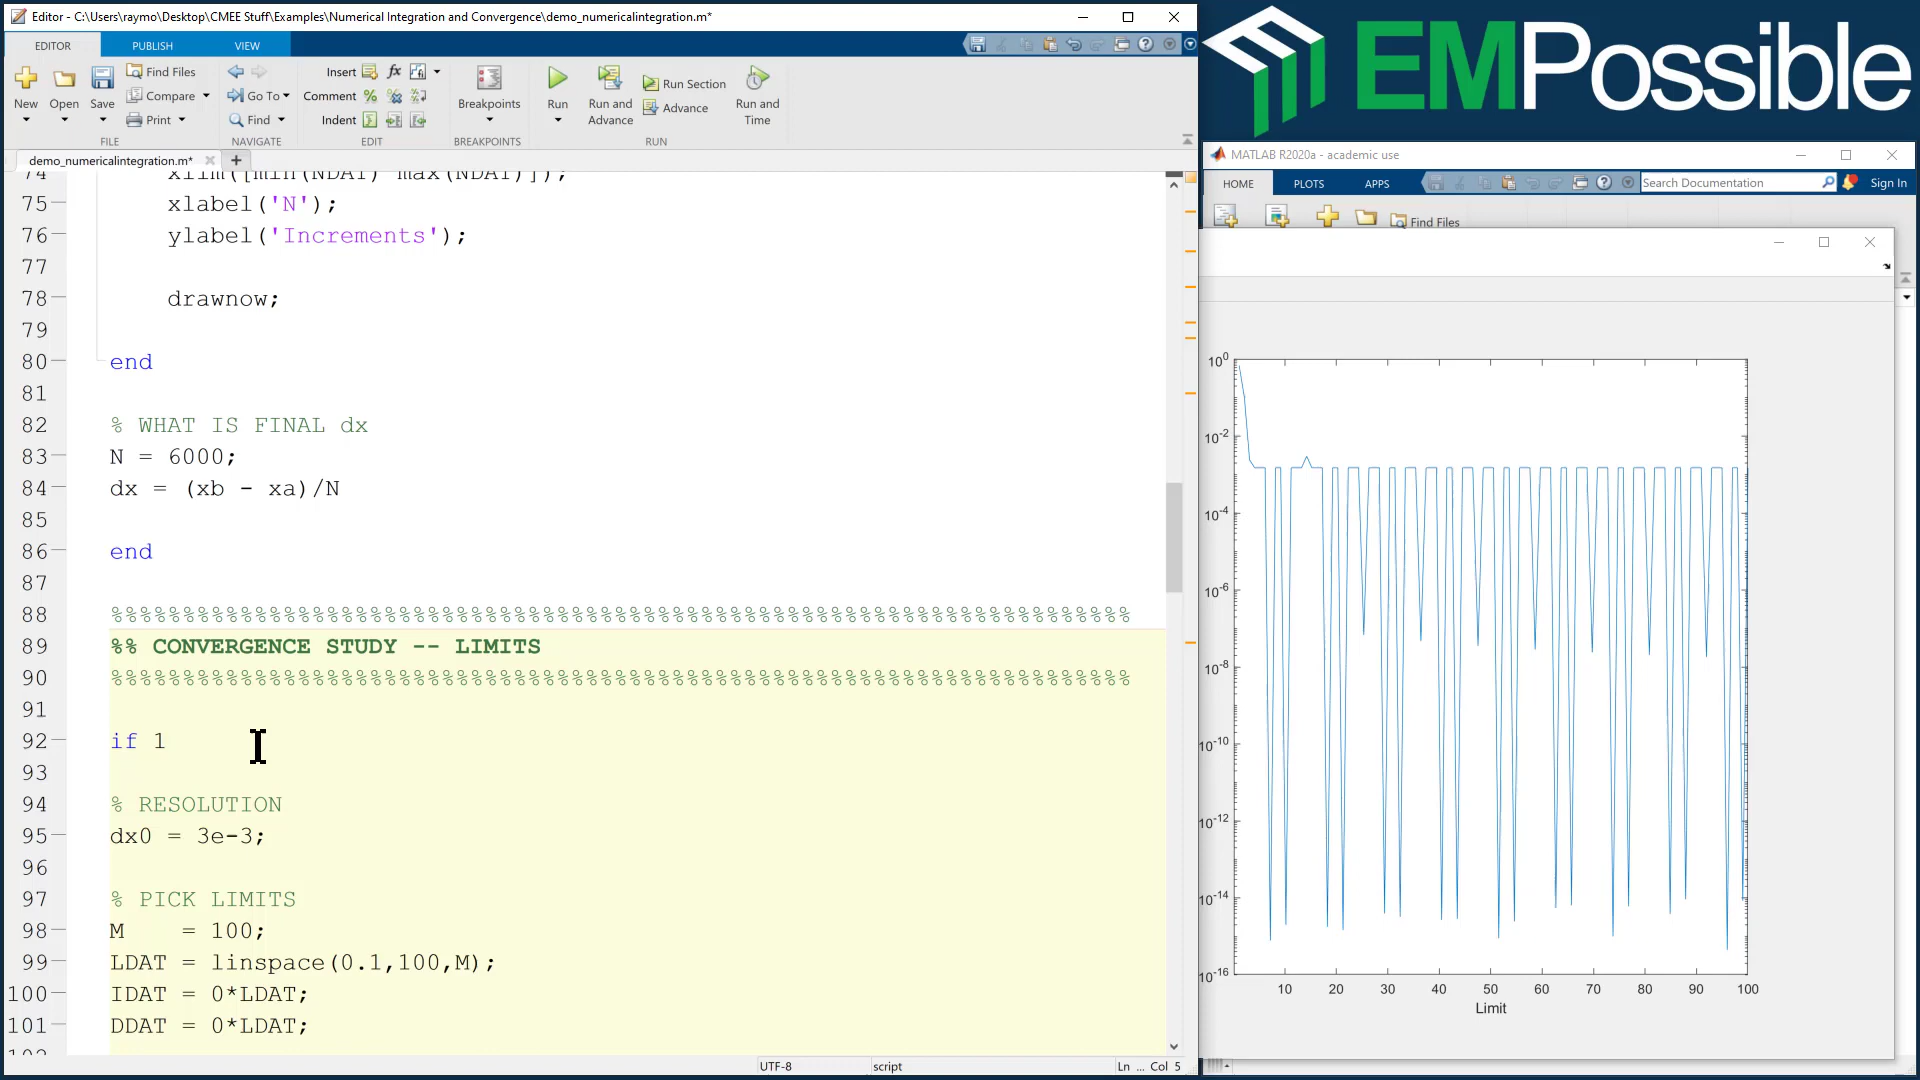 Editor - C:\Users\raymo\Desktop\CMEE Stuff\Examples\Numerical Integration and Convergence\demo_numericalintegration.m*
EDITOR PUBLISH VIEW
New Open Save
Find Files
Compare
Print
FILE
Go To
Find
NAVIGATE
Insert
Comment
Indent
EDIT
Breakpoints
BREAKPOINTS
Run
Run and Advance
Run Section
Advance
Run and Time
RUN
demo_numericalintegration.m*
74 xlim([min(NDAT) max(NDAT)]);
75 xlabel('N');
76 ylabel('Increments');
77
78 drawnow;
79
80 end
81
82 % WHAT IS FINAL dx
83 N = 6000;
84 dx = (xb - xa)/N
85
86 end
87
88 %%%%%%%%%%%%%%%%%%%%%%%%%%%%%%%%%%%%%%%%%%%%%%%%%%%%%%%%%%%%%%%%%%%%%%%
89 %% CONVERGENCE STUDY -- LIMITS
90 %%%%%%%%%%%%%%%%%%%%%%%%%%%%%%%%%%%%%%%%%%%%%%%%%%%%%%%%%%%%%%%%%%%%%%%
91
92 if 1
93
94 % RESOLUTION
95 dx0 = 3e-3;
96
97 % PICK LIMITS
98 M    = 100;
99 LDAT = linspace(0.1,100,M);
100 IDAT = 0*LDAT;
101 DDAT = 0*LDAT;
102
UTF-8 script Ln ... Col 5
EMPossible
MATLAB R2020a - academic use
HOME PLOTS APPS Search Documentation Sign In
Find Files
10^0
10^-2
10^-4
10^-6
10^-8
10^-10
10^-12
10^-14
10^-16
10 20 30 40 50 60 70 80 90 100
Limit